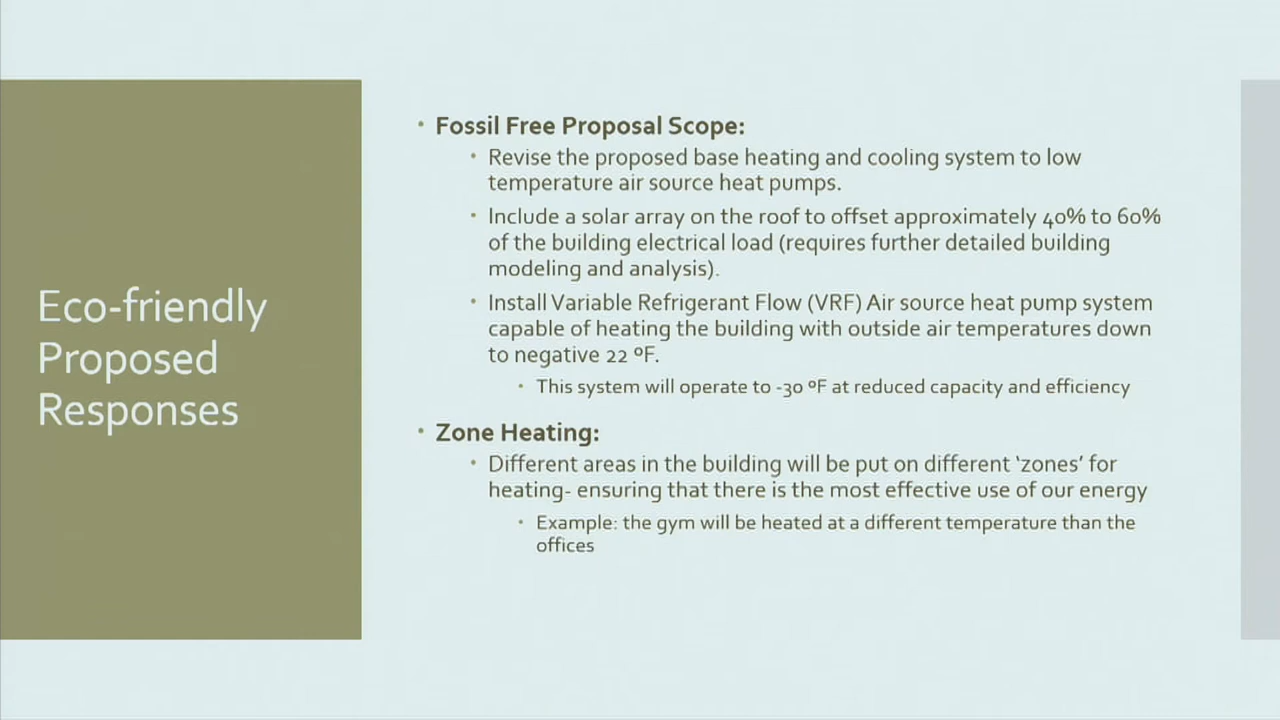 Eco-friendly
Proposed
Responses
• Fossil Free Proposal Scope:
• Revise the proposed base heating and cooling system to low
temperature air source heat pumps.
• Include a solar array on the roof to offset approximately 40% to 60%
of the building electrical load (requires further detailed building
modeling and analysis).
• Install Variable Refrigerant Flow (VRF) Air source heat pump system
capable of heating the building with outside air temperatures down
to negative 22 ºF.
• This system will operate to -30 ºF at reduced capacity and efficiency
• Zone Heating:
• Different areas in the building will be put on different ‘zones’ for
heating- ensuring that there is the most effective use of our energy
• Example: the gym will be heated at a different temperature than the
offices